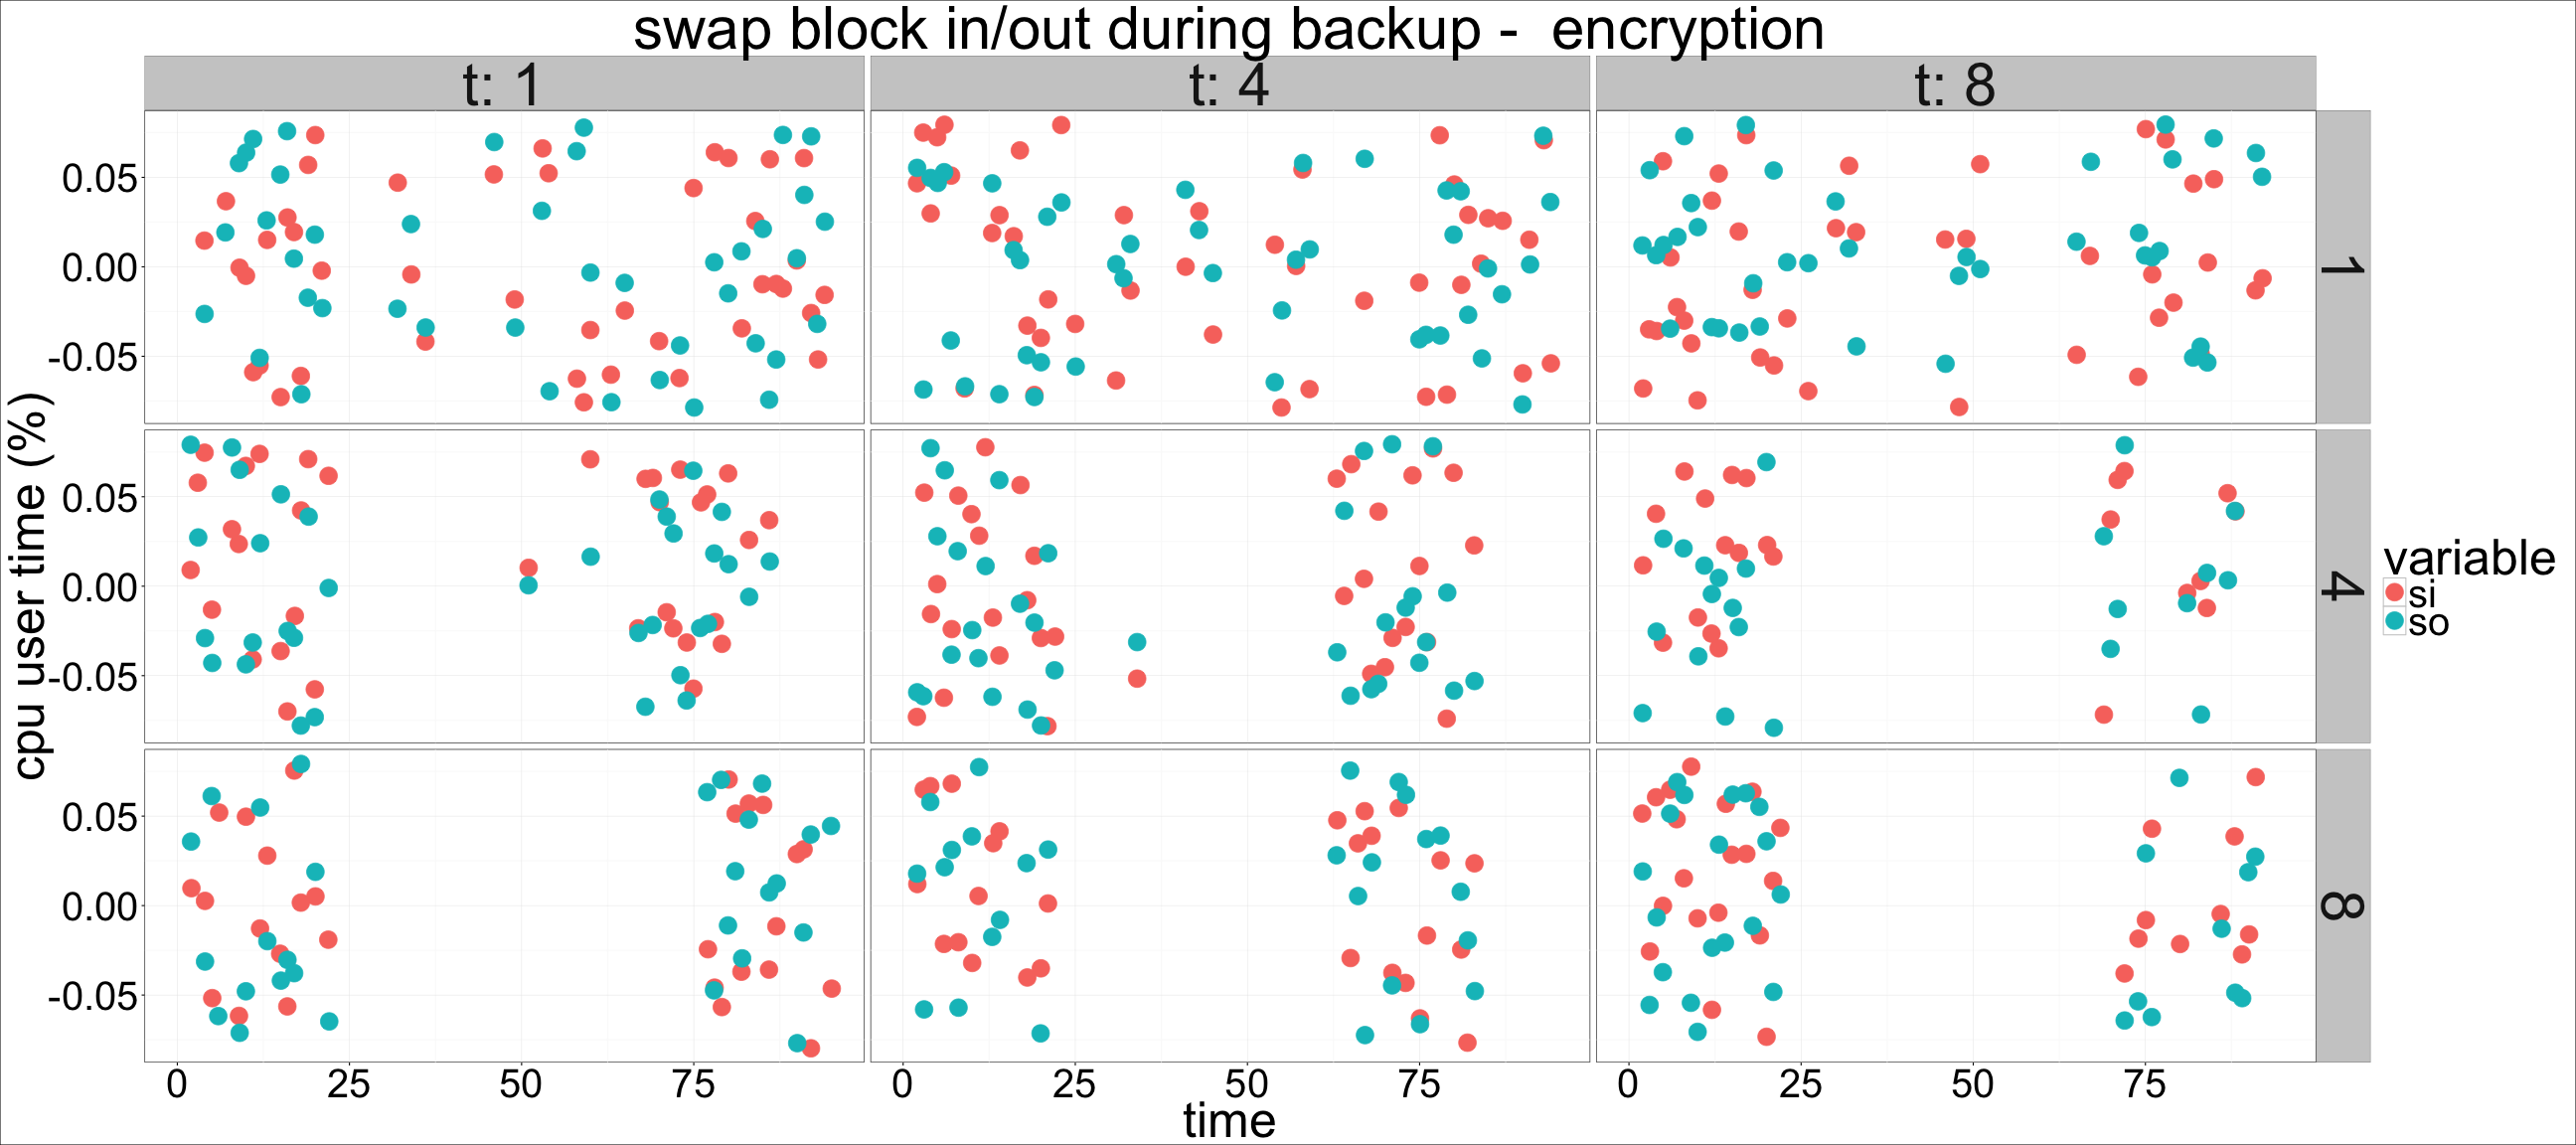 swap block in/out during backup -  encryption
t: 1
t: 4
t: 8
0.05
0.00
-0.05
1
0.05
0.00
-0.05
4
0.05
0.00
-0.05
8
cpu user time (%)
variable
si
so
0 25 50 75
0 25 50 75
0 25 50 75
time